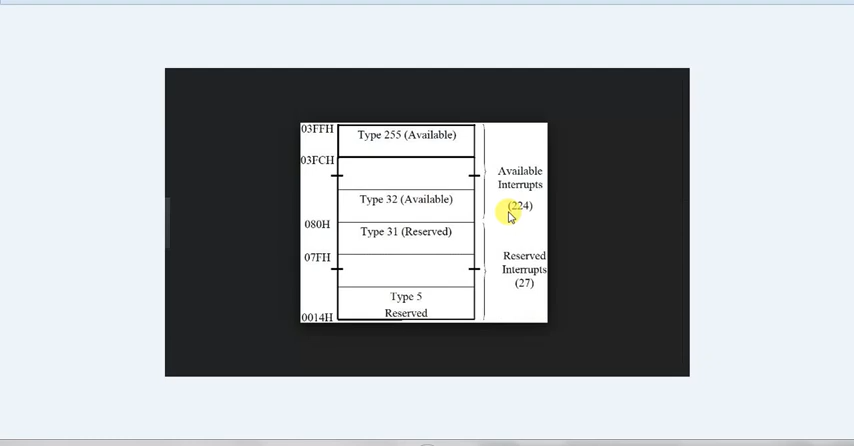 03FFH
Type 255 (Available)
03FCH
Available
Interrupts
(224)
Type 32 (Available)
080H
Type 31 (Reserved)
07FH
Reserved
Interrupts
(27)
Type 5
Reserved
0014H